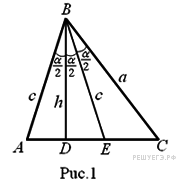 B
α/2 α/2 α/2
c h c a
A D E C
РЕШУЕГЭ.РФ
Рис.1